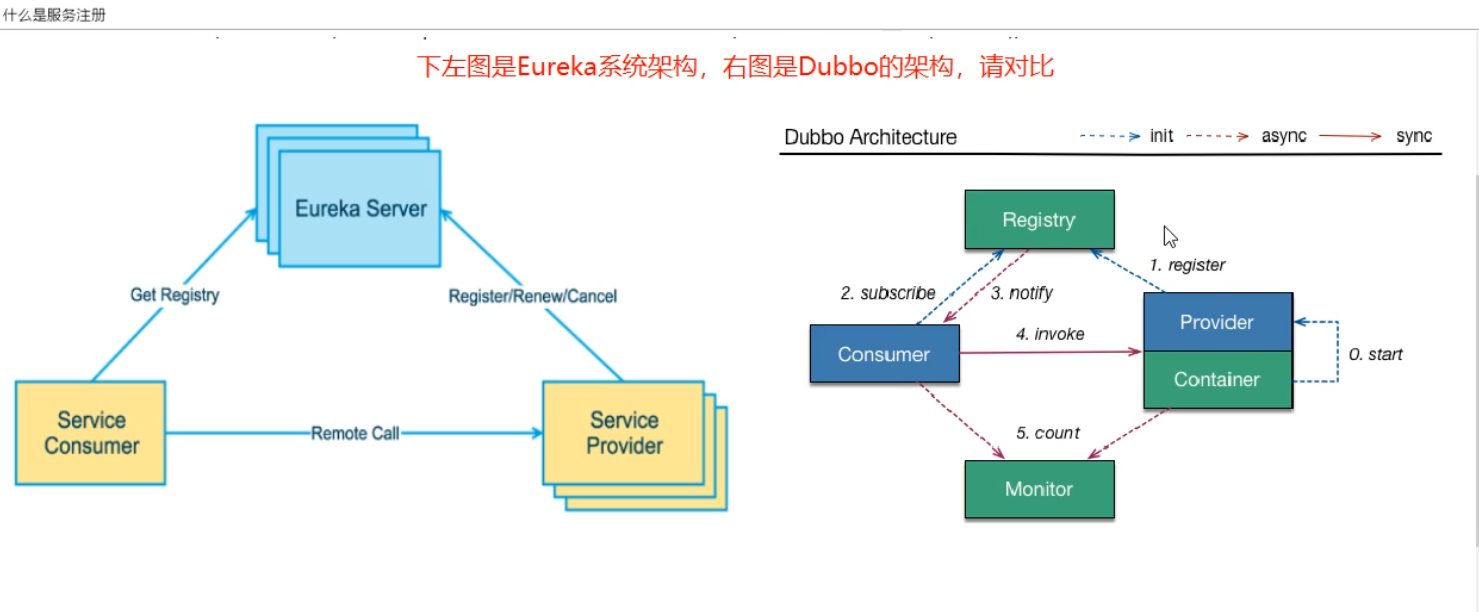 什么是服务注册
下左图是Eureka系统架构，右图是Dubbo的架构，请对比
Eureka Server
Get Registry
Register/Renew/Cancel
Service
Consumer
Remote Call
Service
Provider
Dubbo Architecture
init
async
sync
Registry
1. register
2. subscribe
3. notify
Provider
4. invoke
Consumer
0. start
Container
5. count
Monitor